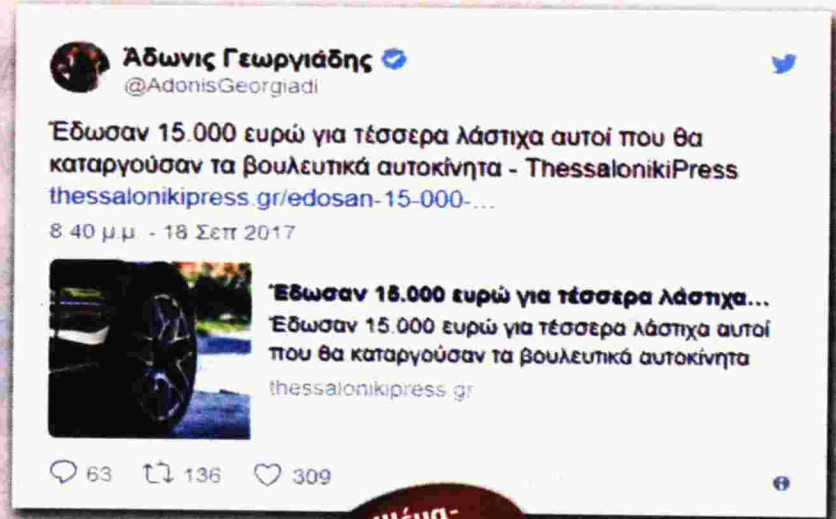 Άδωνις Γεωργιάδης
@AdonisGeorgiadi
Έδωσαν 15.000 ευρώ για τέσσερα λάστιχα αυτοί που θα
καταργούσαν τα βουλευτικά αυτοκίνητα - ThessalonikiPress
thessalonikipress.gr/edosan-15-000-...
8:40 μ.μ. - 18 Σεπ 2017
Έδωσαν 15.000 ευρώ για τέσσερα λάστιχα...
Έδωσαν 15.000 ευρώ για τέσσερα λάστιχα αυτοί
που θα καταργούσαν τα βουλευτικά αυτοκίνητα
thessalonikipress.gr
63 136 309